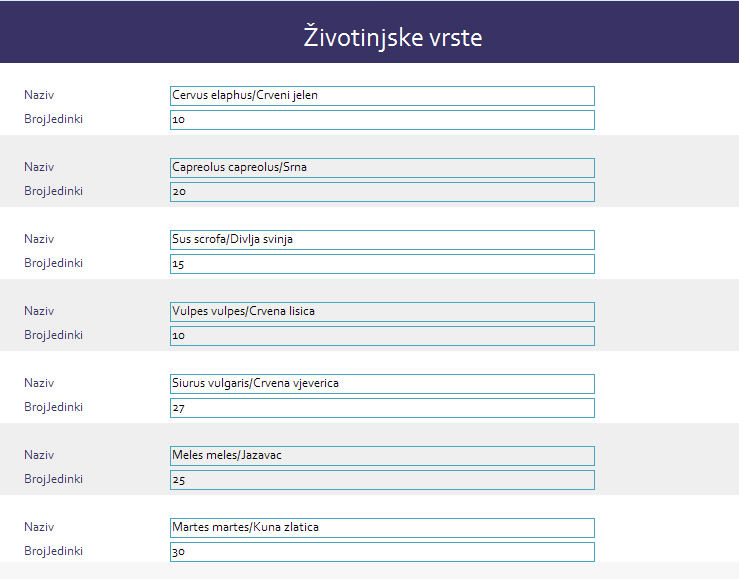 Životinjske vrste
Naziv Cervus elaphus/Crveni jelen
BrojJedinki 10
Naziv Capreolus capreolus/Srna
BrojJedinki 20
Naziv Sus scrofa/Divlja svinja
BrojJedinki 15
Naziv Vulpes vulpes/Crvena lisica
BrojJedinki 10
Naziv Siurus vulgaris/Crvena vjeverica
BrojJedinki 27
Naziv Meles meles/Jazavac
BrojJedinki 25
Naziv Martes martes/Kuna zlatica
BrojJedinki 30